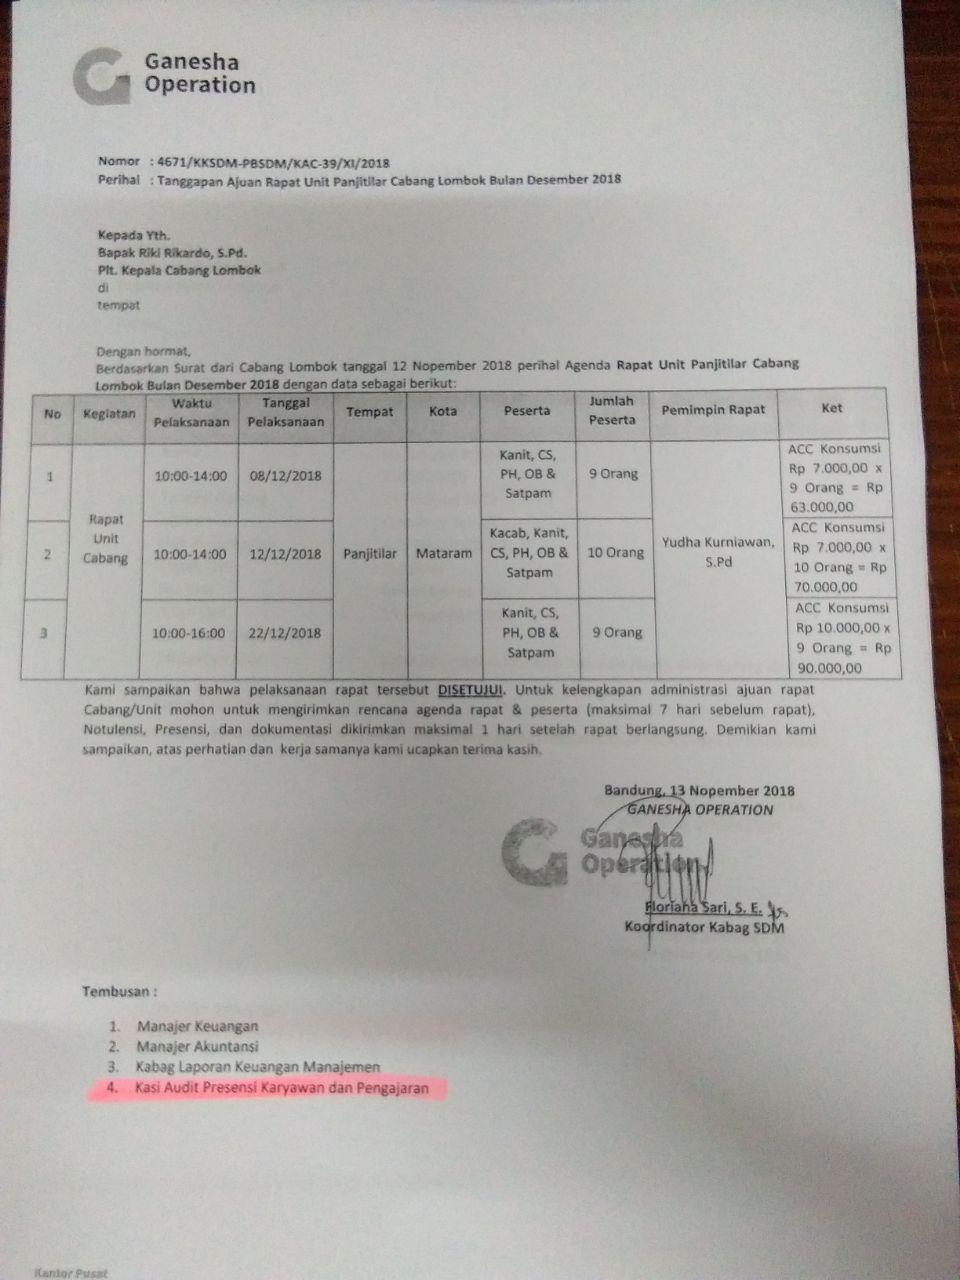 Ganesha
Operation
Nomor : 4671/KKSDM-PBSDM/KAC-39/XI/2018
Perihal : Tanggapan Ajuan Rapat Unit Panjitilar Cabang Lombok Bulan Desember 2018
Kepada Yth.
Bapak Riki Rikardo, S.Pd.
Plt. Kepala Cabang Lombok
di
tempat
Dengan hormat,
Berdasarkan Surat dari Cabang Lombok tanggal 12 Nopember 2018 perihal Agenda Rapat Unit Panjitilar Cabang
Lombok Bulan Desember 2018 dengan data sebagai berikut:
No Kegiatan Waktu Pelaksanaan Tanggal Pelaksanaan Tempat Kota Peserta Jumlah Peserta Pemimpin Rapat Ket
1 Rapat Unit Cabang 10:00-14:00 08/12/2018 Panjitilar Mataram Kanit, CS, PH, OB & Satpam 9 Orang Yudha Kurniawan, S.Pd ACC Konsumsi Rp 7.000,00 x 9 Orang = Rp 63.000,00
2 10:00-14:00 12/12/2018 Kacab, Kanit, CS, PH, OB & Satpam 10 Orang ACC Konsumsi Rp 7.000,00 x 10 Orang = Rp 70.000,00
3 10:00-16:00 22/12/2018 Kanit, CS, PH, OB & Satpam 9 Orang ACC Konsumsi Rp 10.000,00 x 9 Orang = Rp 90.000,00
Kami sampaikan bahwa pelaksanaan rapat tersebut DISETUJUI. Untuk kelengkapan administrasi ajuan rapat
Cabang/Unit mohon untuk mengirimkan rencana agenda rapat & peserta (maksimal 7 hari sebelum rapat),
Notulensi, Presensi, dan dokumentasi dikirimkan maksimal 1 hari setelah rapat berlangsung. Demikian kami
sampaikan, atas perhatian dan kerja samanya kami ucapkan terima kasih.
Bandung, 13 Nopember 2018
GANESHA OPERATION
Ganesha
Operation
Floriana Sari, S. E.
Koordinator Kabag SDM
Tembusan :
1. Manajer Keuangan
2. Manajer Akuntansi
3. Kabag Laporan Keuangan Manajemen
4. Kasi Audit Presensi Karyawan dan Pengajaran
Kantor Pusat